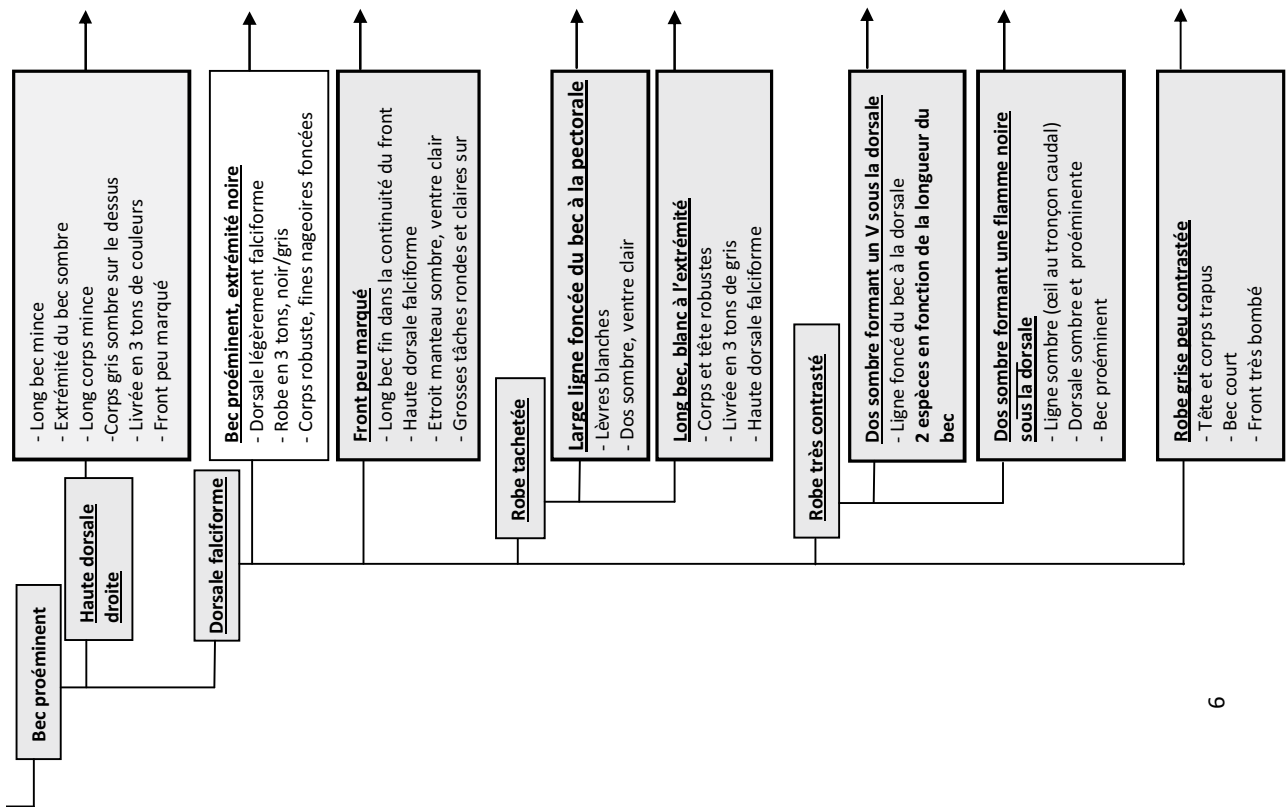 Bec proéminent
Haute dorsale
droite
- Long bec mince
- Extrémité du bec sombre
- Long corps mince
-Corps gris sombre sur le dessus
- Livrée en 3 tons de couleurs
- Front peu marqué
Dorsale falciforme
Bec proéminent, extrémité noire
- Dorsale légèrement falciforme
- Robe en 3 tons, noir/gris
- Corps robuste, fines nageoires foncées
Front peu marqué
- Long bec fin dans la continuité du front
- Haute dorsale falciforme
- Etroit manteau sombre, ventre clair
- Grosses tâches rondes et claires sur
Robe tachetée
Large ligne foncée du bec à la pectorale
- Lèvres blanches
- Dos sombre, ventre clair
Long bec, blanc à l'extrémité
- Corps et tête robustes
- Livrée en 3 tons de gris
- Haute dorsale falciforme
Robe très contrasté
Dos sombre formant un V sous la dorsale
- Ligne foncé du bec à la dorsale
2 espèces en fonction de la longueur du
bec
Dos sombre formant une flamme noire
sous la dorsale
- Ligne sombre (œil au tronçon caudal)
- Dorsale sombre et proéminente
- Bec proéminent
Robe grise peu contrastée
- Tête et corps trapus
- Bec court
- Front très bombé
6